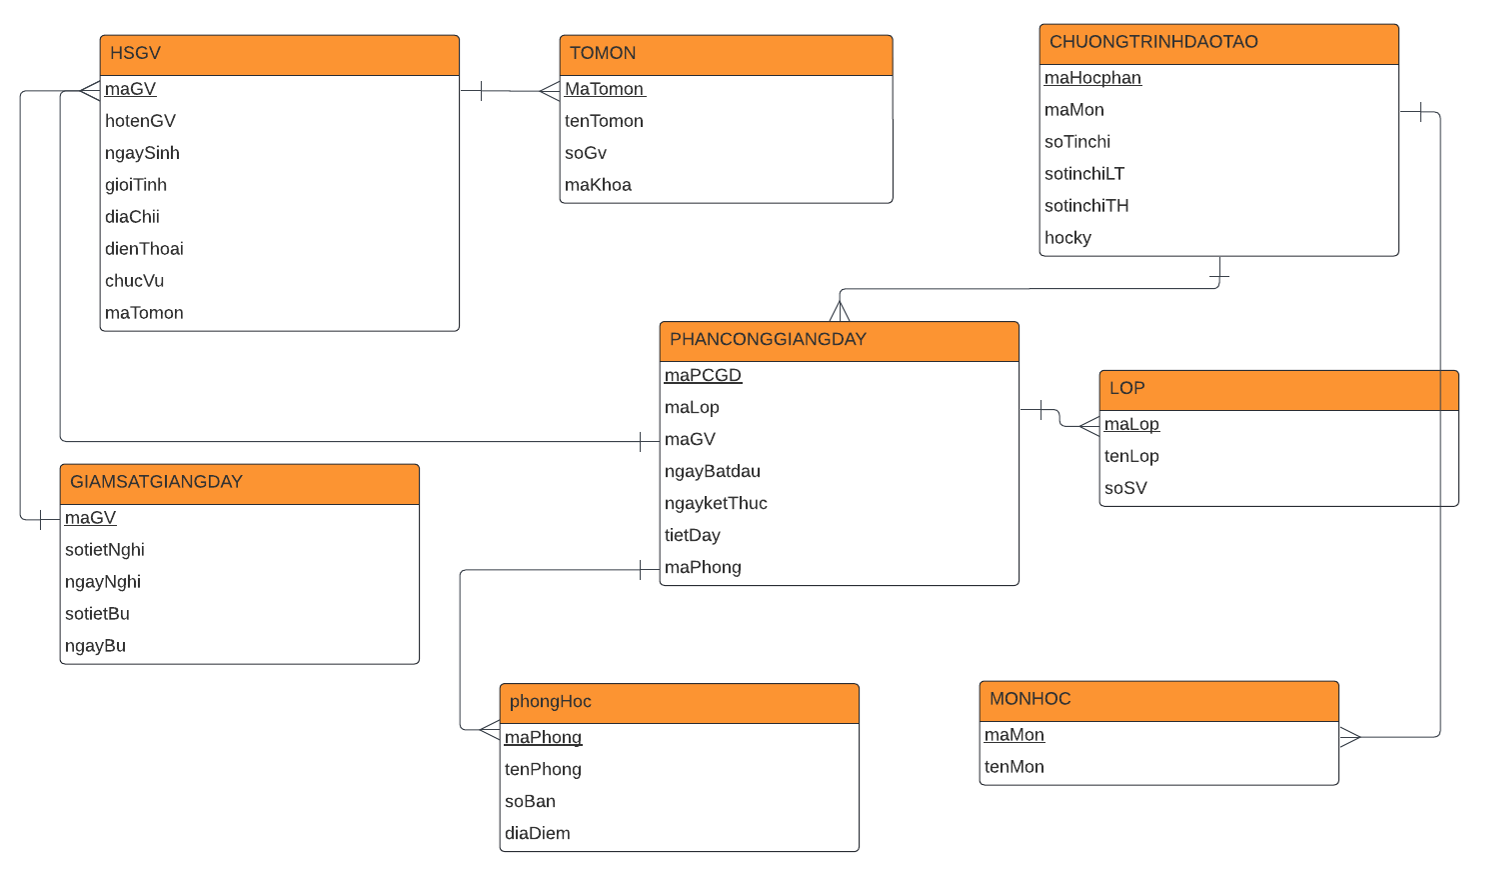 HSGV
maGV
hotenGV
ngaySinh
gioiTinh
diaChii
dienThoai
chucVu
maTomon
TOMON
MaTomon
tenTomon
soGv
maKhoa
CHUONGTRINHDAOTAO
maHocphan
maMon
soTinchi
sotinchiLT
sotinchiTH
hocky
PHANCONGGIANGDAY
maPCGD
maLop
maGV
ngayBatdau
ngayketThuc
tietDay
maPhong
LOP
maLop
tenLop
soSV
GIAMSATGIANGDAY
maGV
sotietNghi
ngayNghi
sotietBu
ngayBu
phongHoc
maPhong
tenPhong
soBan
diaDiem
MONHOC
maMon
tenMon